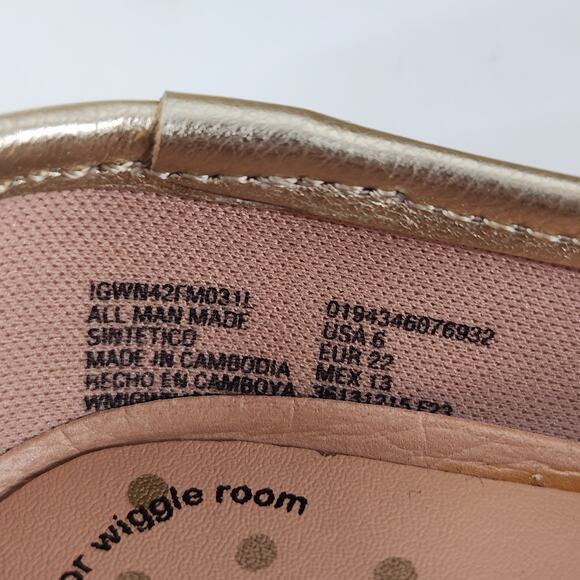 IGWN42FM031L
ALL MAN MADE
SINTETICO
MADE IN CAMBODIA
HECHO EN CAMBOYA
0194346076932
USA 6
EUR 22
MEX 13
or wiggle room